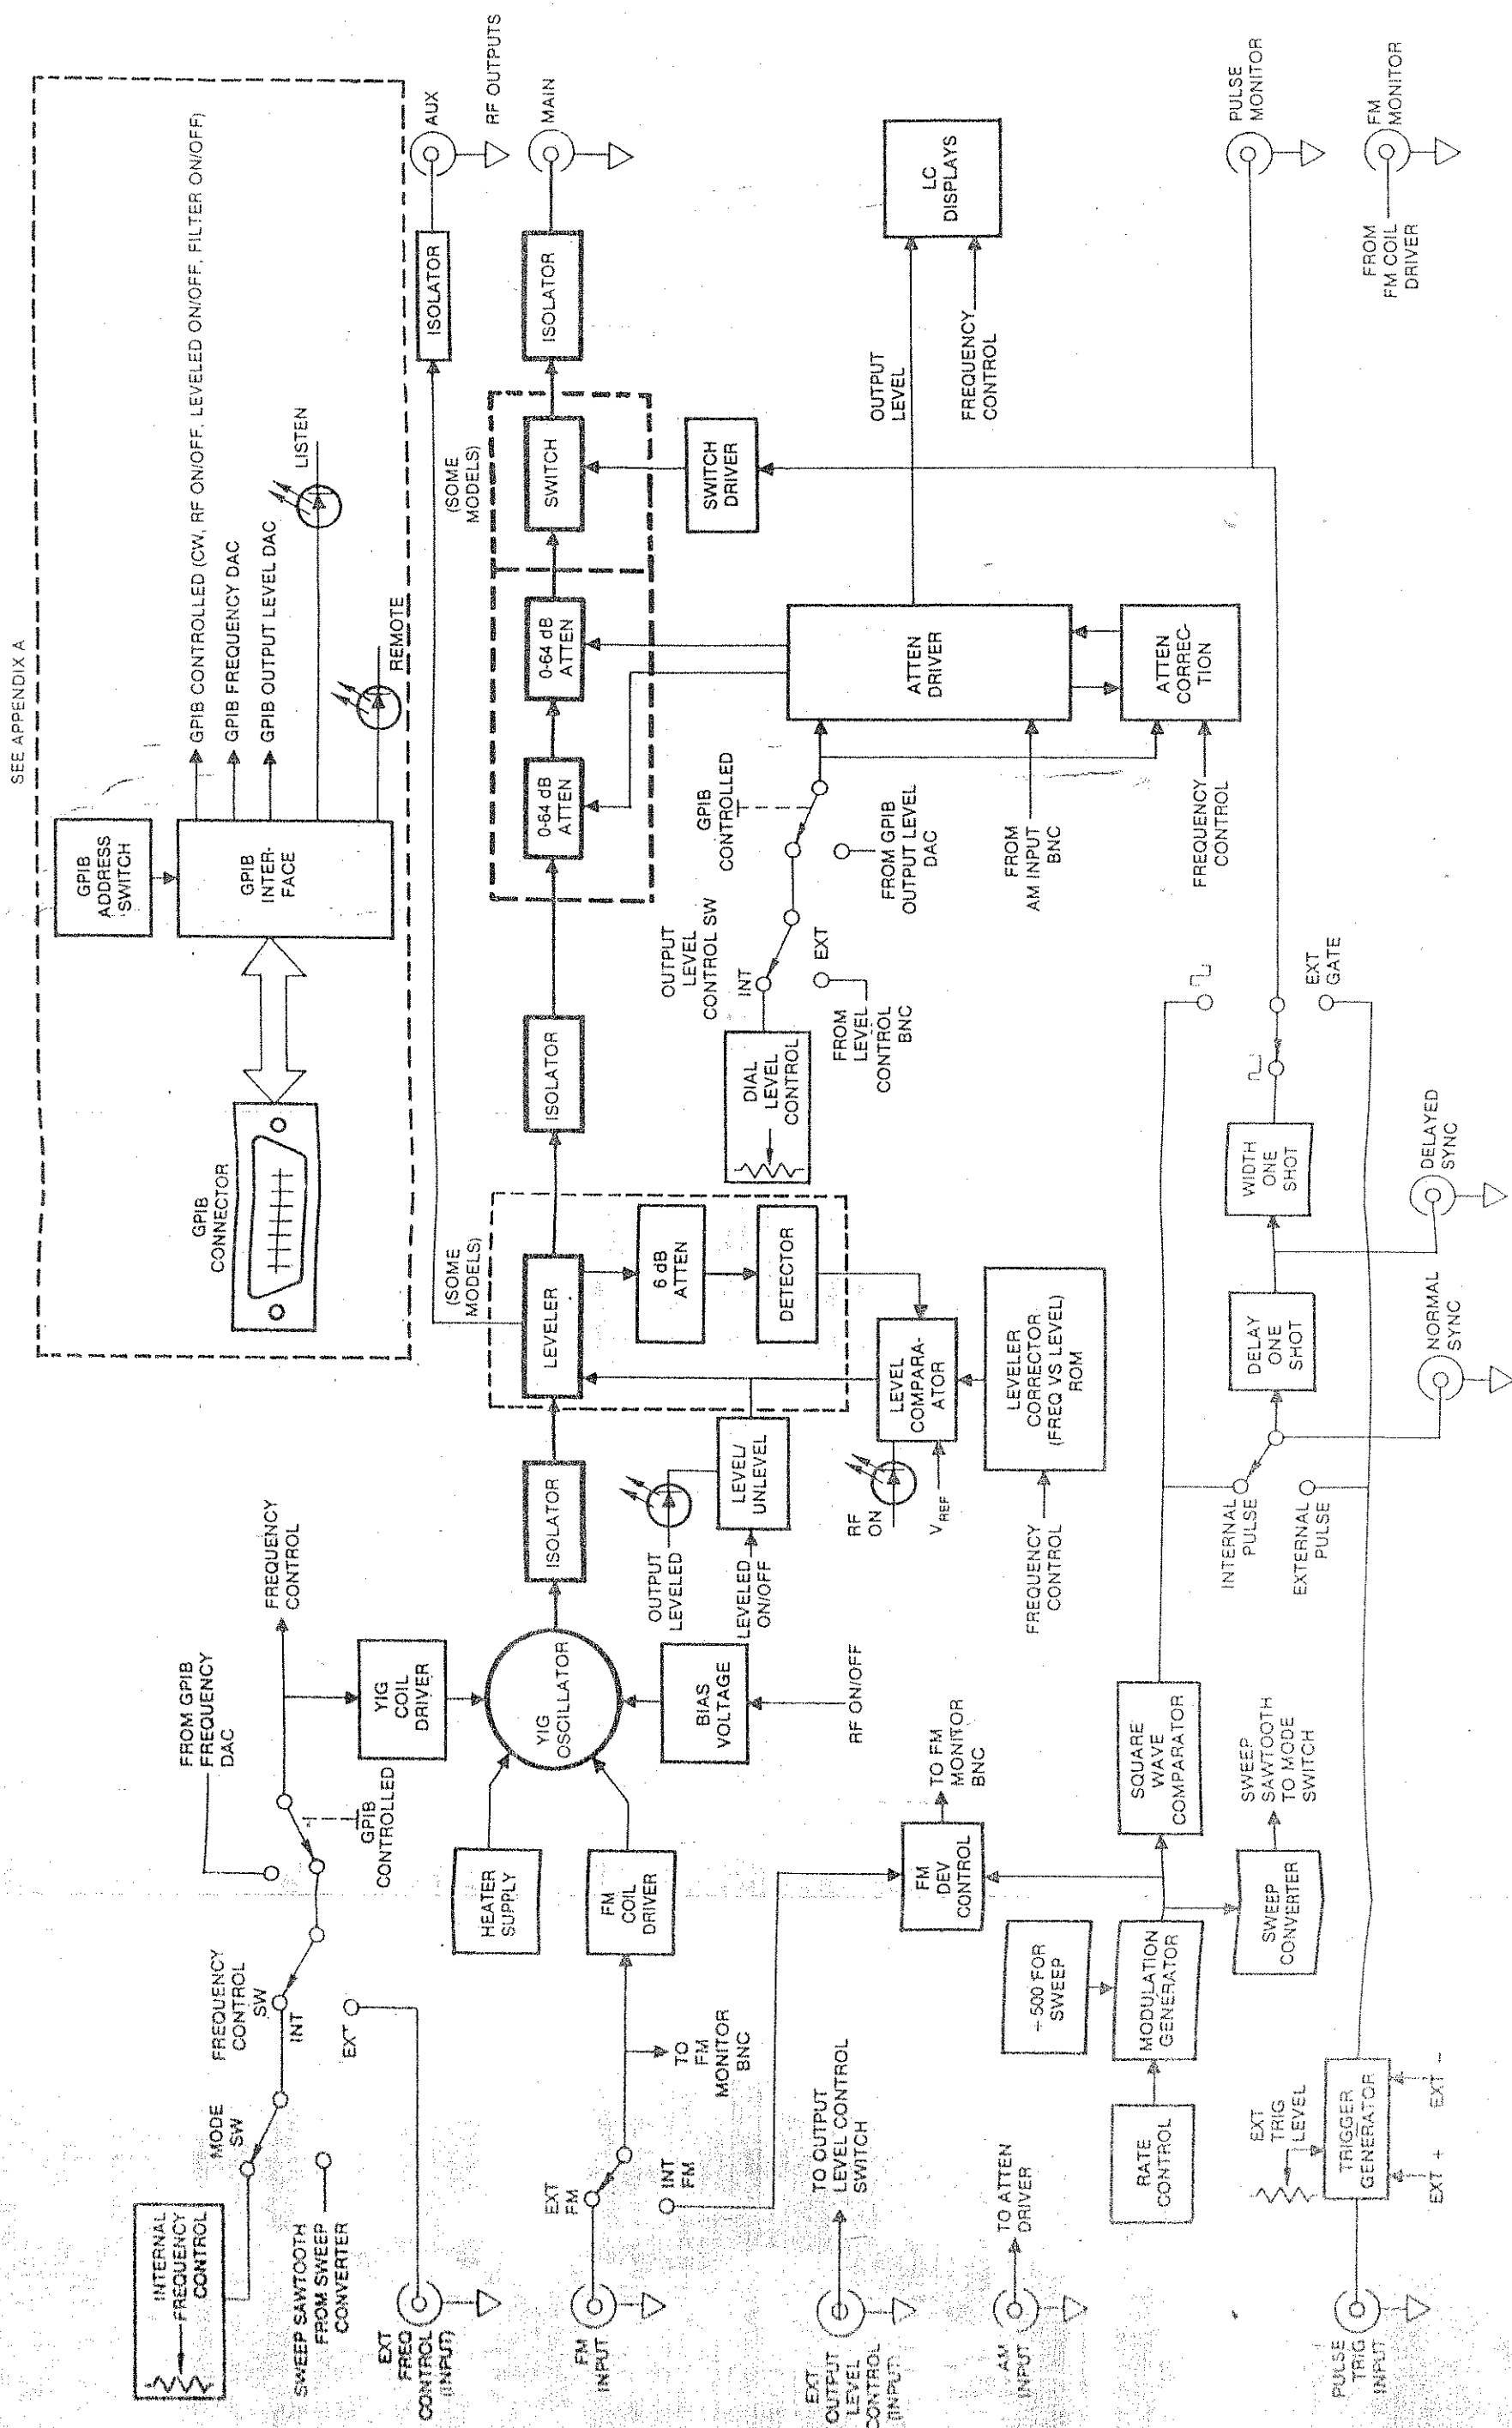 SEE APPENDIX A
GPIB
CONNECTOR
GPIB
ADDRESS
SWITCH
GPIB
INTER-
FACE
GPIB CONTROLLED (CW, RF ON/OFF, LEVELED ON/OFF, FILTER ON/OFF)
GPIB FREQUENCY DAC
GPIB OUTPUT LEVEL DAC
LISTEN
REMOTE
INTERNAL
FREQUENCY
CONTROL
MODE
SW
SWEEP SAWTOOTH
FROM SWEEP
CONVERTER
FREQUENCY
CONTROL
SW
INT
EXT
EXT
FREQ
CONTROL
(INPUT)
FROM GPIB
FREQUENCY
DAC
GPIB
CONTROLLED
FREQUENCY
CONTROL
YIG
COIL
DRIVER
HEATER
SUPPLY
YIG
OSCILLATOR
FM
COIL
DRIVER
BIAS
VOLTAGE
RF ON/OFF
FM
INPUT
EXT
FM
INT
FM
TO
FM
MONITOR
BNC
ISOLATOR
LEVELER
6 dB
ATTEN
DETECTOR
(SOME
MODELS)
OUTPUT
LEVELED
LEVEL/
UNLEVEL
LEVELED
ON/OFF
RF
ON
VREF
LEVEL
COMPARA-
ATOR
LEVELER
CORRECTOR
(FREQ VS LEVEL)
ROM
FREQUENCY
CONTROL
ISOLATOR
0-64 dB
ATTEN
0-64 dB
ATTEN
SWITCH
(SOME
MODELS)
ISOLATOR
AUX
RF OUTPUTS
ISOLATOR
MAIN
SWITCH
DRIVER
OUTPUT
LEVEL
CONTROL SW
INT
EXT
DIAL
LEVEL
CONTROL
FROM
LEVEL
CONTROL
BNC
GPIB
CONTROLLED
FROM GPIB
OUTPUT LEVEL
DAC
ATTEN
DRIVER
FROM
AM INPUT
BNC
ATTEN
CORREC-
TION
FREQUENCY
CONTROL
OUTPUT
LEVEL
FREQUENCY
CONTROL
LC
DISPLAYS
EXT
OUTPUT
LEVEL
CONTROL
(INPUT)
TO OUTPUT
LEVEL CONTROL
SWITCH
AM
INPUT
TO ATTEN
DRIVER
FM
DEV
CONTROL
TO FM
MONITOR
BNC
÷500 FOR
SWEEP
RATE
CONTROL
MODULATION
GENERATOR
SQUARE
WAVE
COMPARATOR
SWEEP
CONVERTER
SWEEP
SAWTOOTH
TO MODE
SWITCH
PULSE
TRIG
INPUT
EXT
TRIG
LEVEL
TRIGGER
GENERATOR
EXT +
EXT -
INTERNAL
PULSE
EXTERNAL
PULSE
DELAY
ONE
SHOT
NORMAL
SYNC
WIDTH
ONE
SHOT
DELAYED
SYNC
EXT
GATE
PULSE
MONITOR
FROM
FM COIL
DRIVER
FM
MONITOR